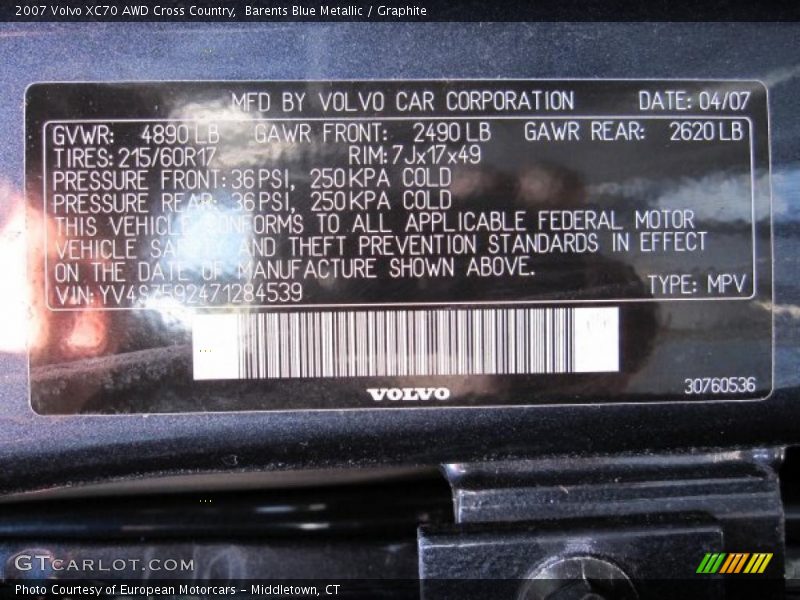 2007 Volvo XC70 AWD Cross Country, Barents Blue Metallic / Graphite
MFD BY VOLVO CAR CORPORATION DATE: 04/07
GVWR: 4890 LB GAWR FRONT: 2490 LB GAWR REAR: 2620 LB
TIRES: 215/60R17 RIM: 7Jx17x49
PRESSURE FRONT: 36 PSI, 250 KPA COLD
PRESSURE REAR: 36 PSI, 250 KPA COLD
THIS VEHICLE CONFORMS TO ALL APPLICABLE FEDERAL MOTOR
VEHICLE SAFETY AND THEFT PREVENTION STANDARDS IN EFFECT
ON THE DATE OF MANUFACTURE SHOWN ABOVE.
VIN: YV4SZ592471284539 TYPE: MPV
VOLVO
30760536
GTCARLOT.COM
Photo Courtesy of European Motorcars - Middletown, CT